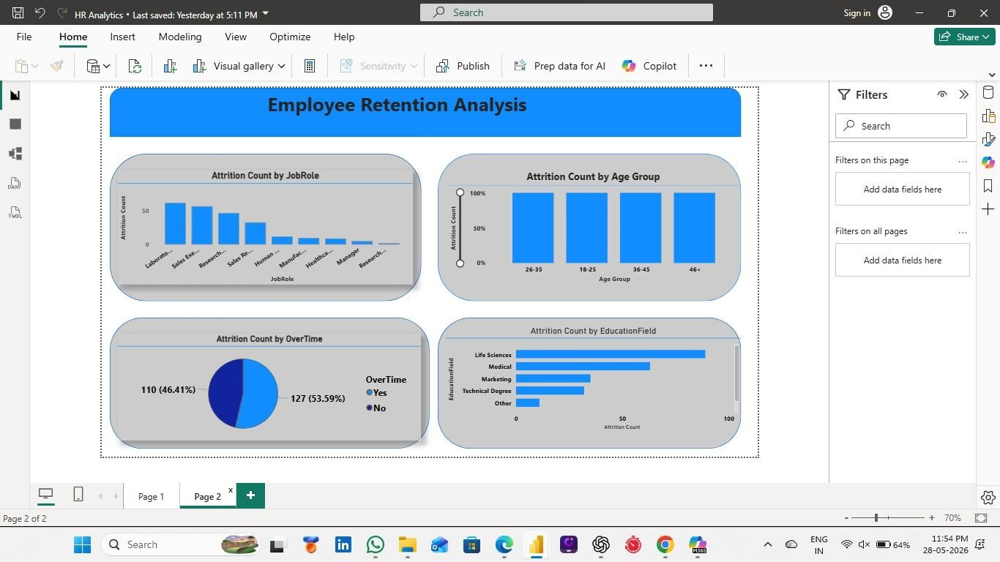 HR Analytics • Last saved: Yesterday at 5:11 PM
Search
Sign in
File Home Insert Modeling View Optimize Help
Share
Visual gallery
Sensitivity
Publish
Prep data for AI
Copilot
Employee Retention Analysis
Attrition Count by JobRole
Attrition Count
50
0
Laborato...
Sales Exe...
Research...
Sales Re...
Human ...
Manufac...
Healthca...
Manager
Research...
JobRole
Attrition Count by Age Group
Attrition Count
100%
50%
0%
26-35 18-25 36-45 46+
Age Group
Attrition Count by OverTime
110 (46.41%)
127 (53.59%)
OverTime
Yes
No
Attrition Count by EducationField
EducationField
Life Sciences
Medical
Marketing
Technical Degree
Other
0 50 100
Attrition Count
Filters
Search
Filters on this page
Add data fields here
Filters on all pages
Add data fields here
DAX
TMDL
Page 1
Page 2
x
+
Page 2 of 2
- + 70%
Search
M365
ENG
IN
64%
11:54 PM
28-05-2026